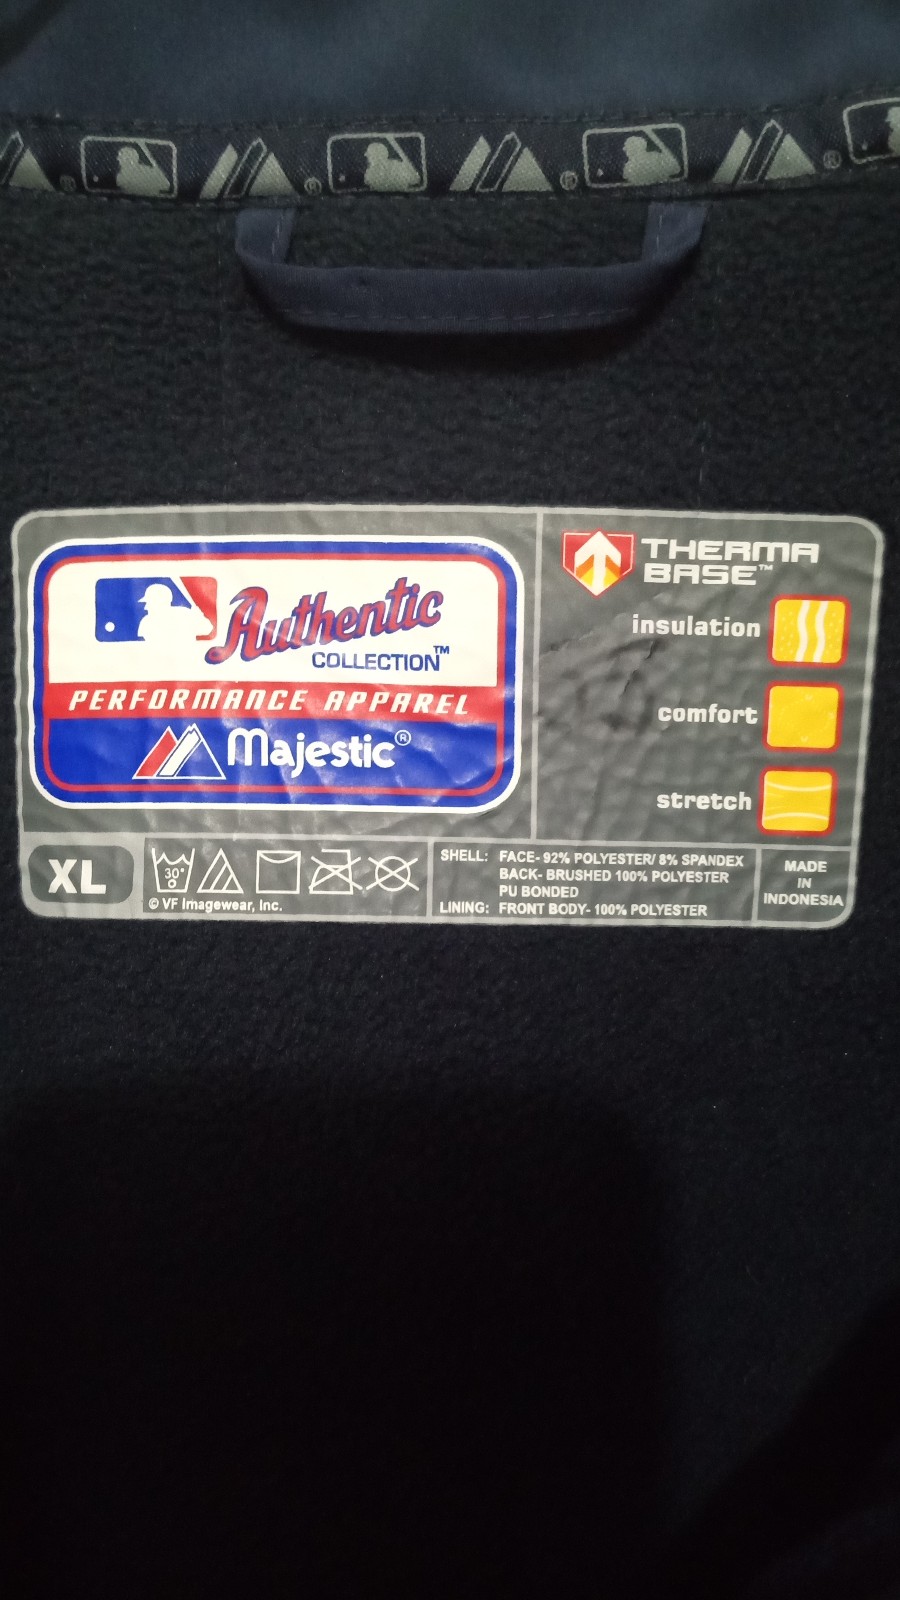 Authentic
COLLECTION™
PERFORMANCE APPAREL
Majestic®
THERMA
BASE™
insulation
comfort
stretch
XL
30°
© VF Imagewear, Inc.
SHELL: FACE- 92% POLYESTER/ 8% SPANDEX
BACK- BRUSHED 100% POLYESTER
PU BONDED
LINING: FRONT BODY- 100% POLYESTER
MADE
IN
INDONESIA